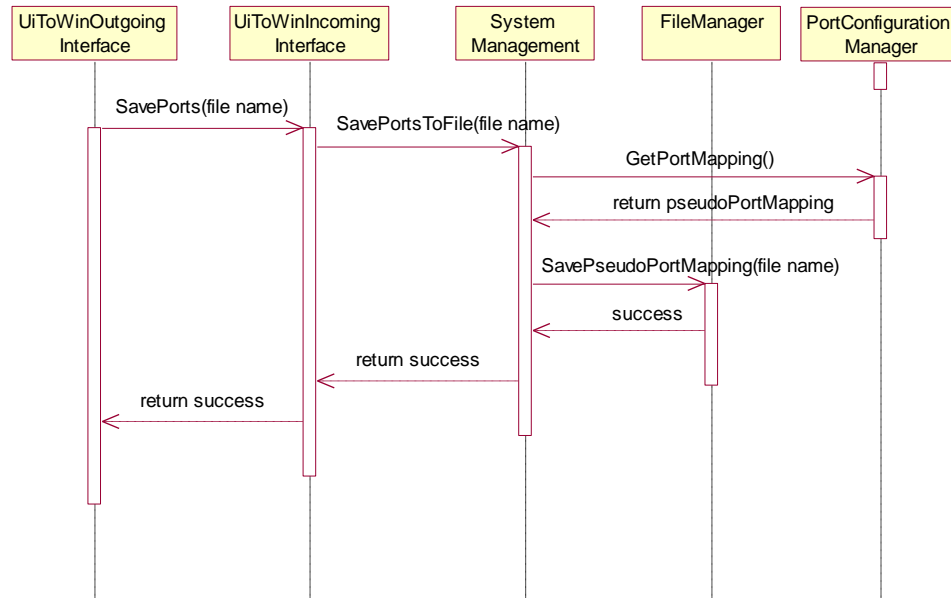 UiToWinOutgoing
Interface
UiToWinIncoming
Interface
System
Management
FileManager
PortConfiguration
Manager
SavePorts(file name)
SavePortsToFile(file name)
GetPortMapping()
return pseudoPortMapping
SavePseudoPortMapping(file name)
success
return success
return success